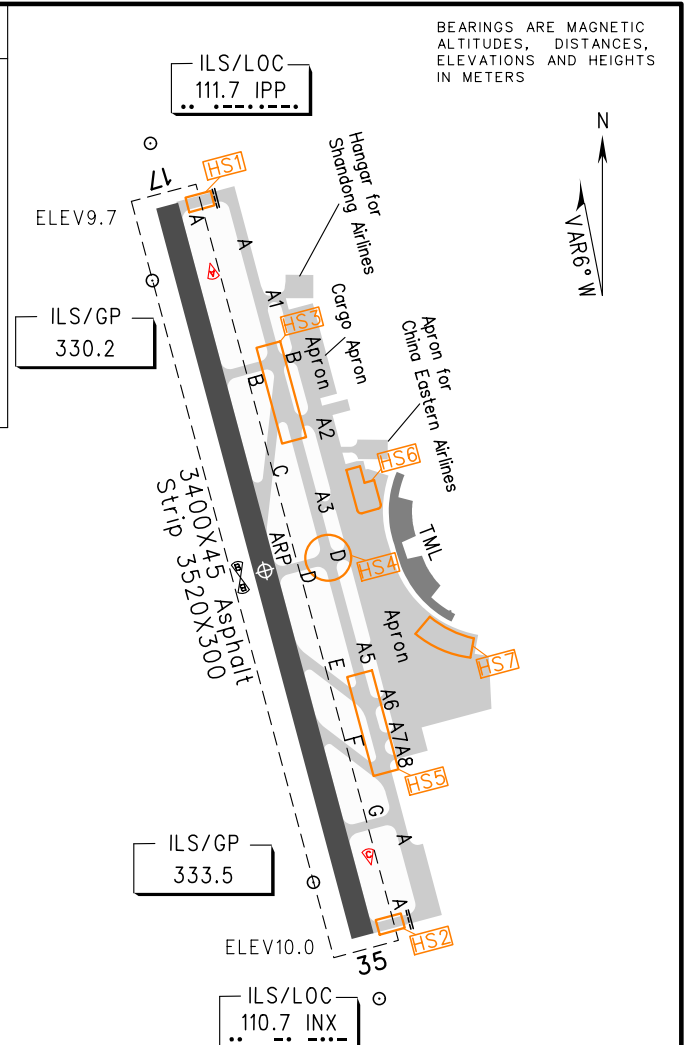 BEARINGS ARE MAGNETIC
ALTITUDES, DISTANCES,
ELEVATIONS AND HEIGHTS
IN METERS
ILS/LOC
111.7 IPP
N
VAR6° W
17
HS1
ELEV9.7
A
A
A
Hangar for
Shandong Airlines
A1
HS3
Cargo Apron
Apron
B
B
ILS/GP
330.2
Apron for
China Eastern Airlines
A2
HS6
C
A3
TML
3400X45 Asphalt
Strip 3520X300
ARP
D
D
HS4
B
B
Apron
HS7
E
A5
A6
A7
A8
F
HS5
G
A
C
ILS/GP
333.5
A
HS2
ELEV10.0
35
ILS/LOC
110.7 INX